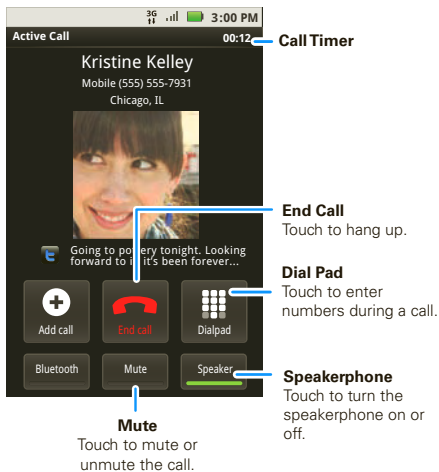 3G
3:00 PM
Active Call
00:12
Call Timer
Kristine Kelley
Mobile (555) 555-7931
Chicago, IL
Going to pottery tonight. Looking
forward to it it's been forever...
End Call
Touch to hang up.
Dial Pad
Touch to enter
numbers during a call.
Add call
End call
Dialpad
Bluetooth
Mute
Speaker
Speakerphone
Touch to turn the
speakerphone on or
off.
Mute
Touch to mute or
unmute the call.